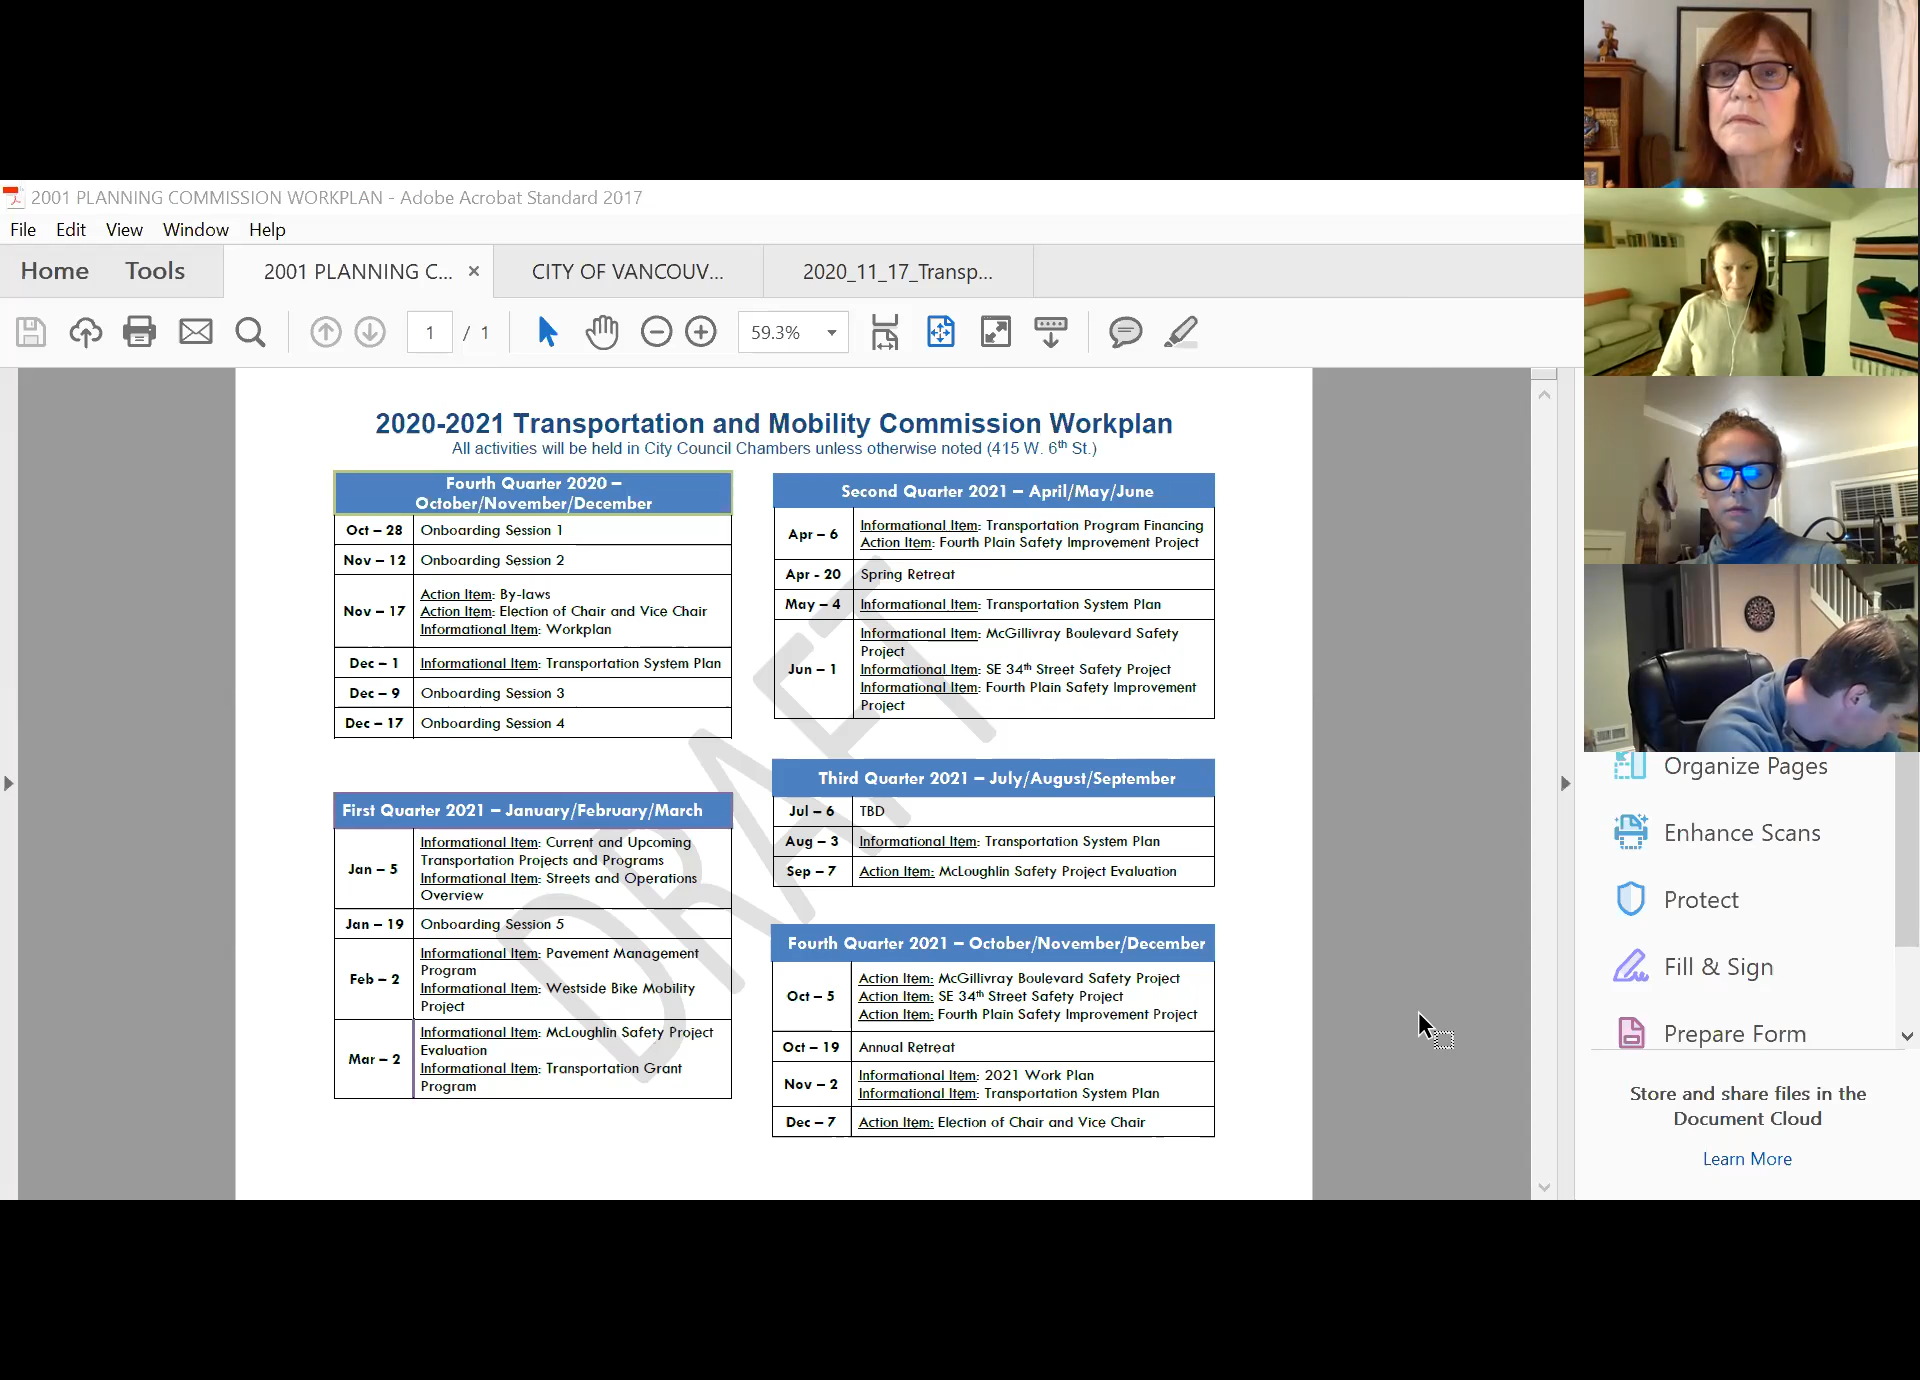 2001 PLANNING COMMISSION WORKPLAN - Adobe Acrobat Standard 2017
File Edit View Window Help
Home Tools 2001 PLANNING C... × CITY OF VANCOUV... 2020_11_17_Transp...
1 / 1 59.3%
2020-2021 Transportation and Mobility Commission Workplan
All activities will be held in City Council Chambers unless otherwise noted (415 W. 6th St.)
Fourth Quarter 2020 –
October/November/December
Oct – 28 Onboarding Session 1
Nov – 12 Onboarding Session 2
Nov – 17
Action Item: By-laws
Action Item: Election of Chair and Vice Chair
Informational Item: Workplan
Dec – 1 Informational Item: Transportation System Plan
Dec – 9 Onboarding Session 3
Dec – 17 Onboarding Session 4
First Quarter 2021 – January/February/March
Jan – 5
Informational Item: Current and Upcoming
Transportation Projects and Programs
Informational Item: Streets and Operations
Overview
Jan – 19 Onboarding Session 5
Feb – 2
Informational Item: Pavement Management
Program
Informational Item: Westside Bike Mobility
Project
Mar – 2
Informational Item: McLoughlin Safety Project
Evaluation
Informational Item: Transportation Grant
Program
Second Quarter 2021 – April/May/June
Apr – 6
Informational Item: Transportation Program Financing
Action Item: Fourth Plain Safety Improvement Project
Apr - 20 Spring Retreat
May – 4 Informational Item: Transportation System Plan
Jun – 1
Informational Item: McGillivray Boulevard Safety
Project
Informational Item: SE 34th Street Safety Project
Informational Item: Fourth Plain Safety Improvement
Project
Third Quarter 2021 – July/August/September
Jul – 6 TBD
Aug – 3 Informational Item: Transportation System Plan
Sep – 7 Action Item: McLoughlin Safety Project Evaluation
Fourth Quarter 2021 – October/November/December
Oct – 5
Action Item: McGillivray Boulevard Safety Project
Action Item: SE 34th Street Safety Project
Action Item: Fourth Plain Safety Improvement Project
Oct – 19 Annual Retreat
Nov – 2
Informational Item: 2021 Work Plan
Informational Item: Transportation System Plan
Dec – 7 Action Item: Election of Chair and Vice Chair
DRAFT
Organize Pages
Enhance Scans
Protect
Fill & Sign
Prepare Form
Store and share files in the
Document Cloud
Learn More